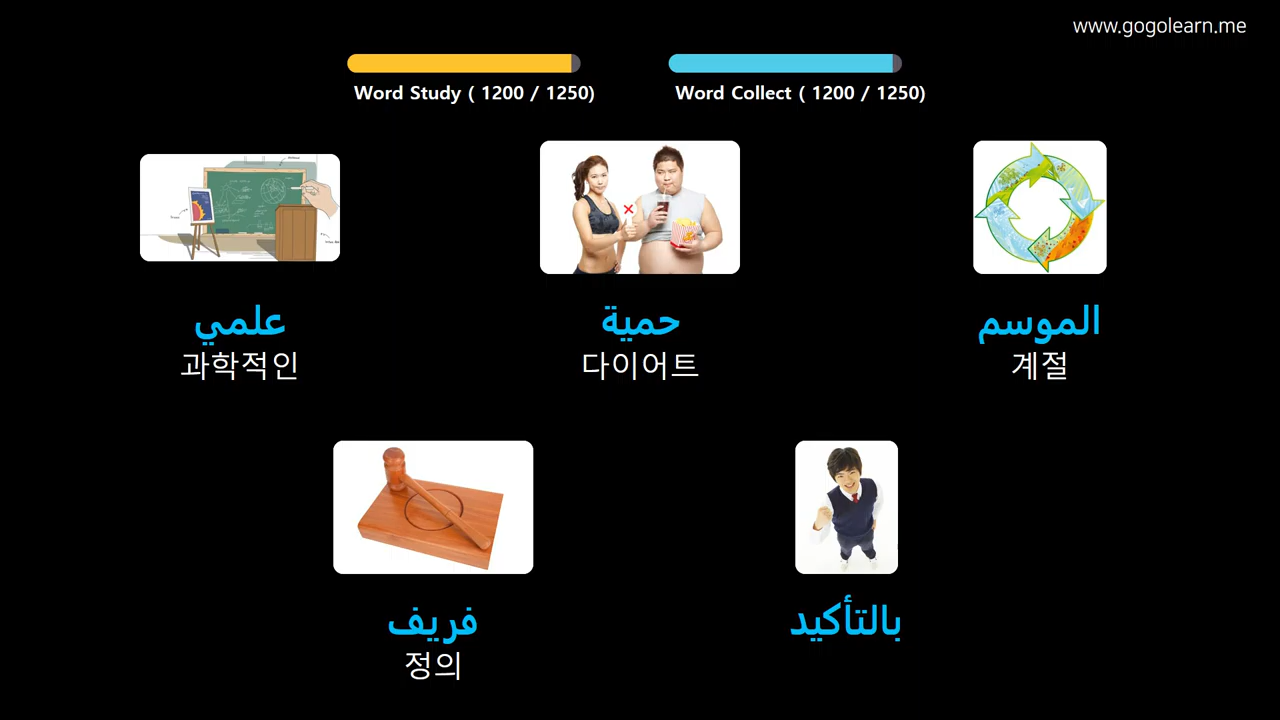 www.gogolearn.me
Word Study ( 1200 / 1250)
Word Collect ( 1200 / 1250)
علمي
과학적인
حمية
다이어트
الموسم
계절
فريف
정의
بالتأكيد